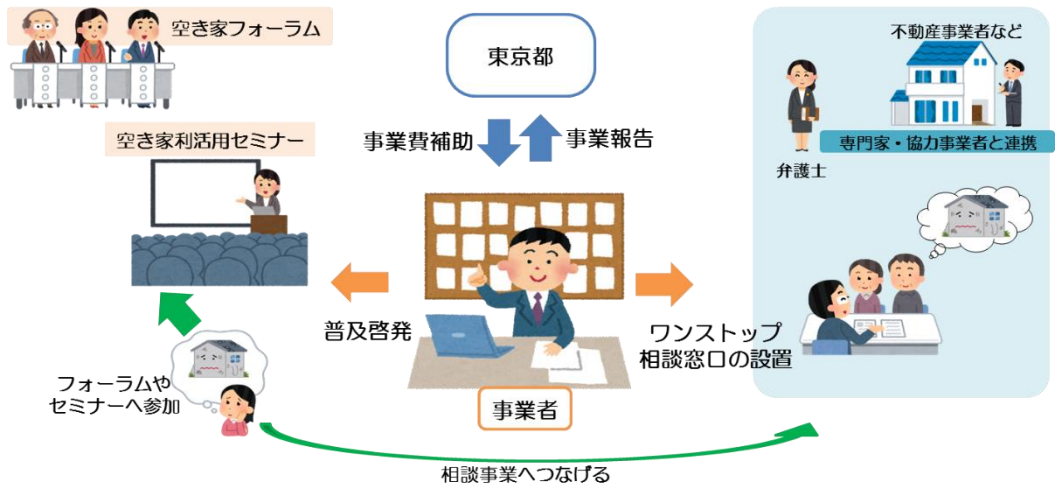 空き家フォーラム
東京都
不動産事業者など
空き家利活用セミナー
事業費補助
事業報告
専門家・協力事業者と連携
弁護士
普及啓発
ワンストップ
相談窓口の設置
フォーラムや
セミナーへ参加
事業者
相談事業へつなげる